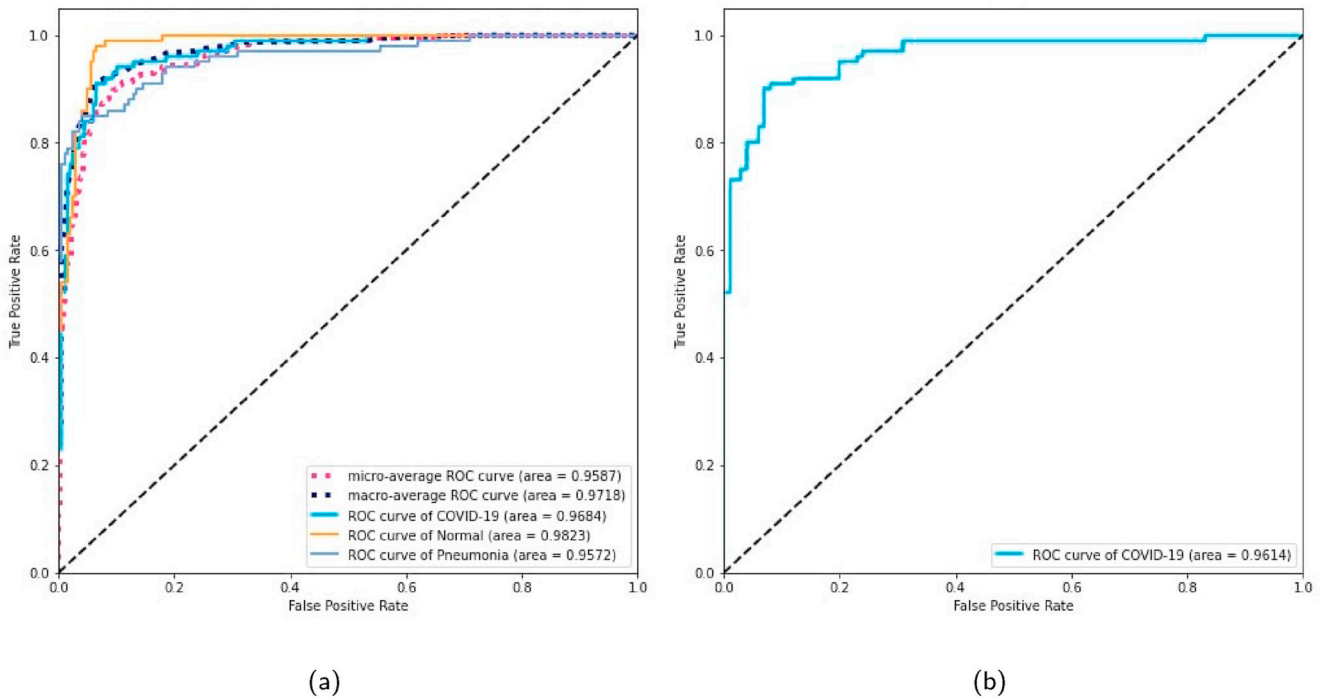 1.0
0.8
0.6
0.4
0.2
0.0
True Positive Rate
micro-average ROC curve (area = 0.9587)
macro-average ROC curve (area = 0.9718)
ROC curve of COVID-19 (area = 0.9684)
ROC curve of Normal (area = 0.9823)
ROC curve of Pneumonia (area = 0.9572)
0.0 0.2 0.4 0.6 0.8 1.0
False Positive Rate
(a)
1.0
0.8
0.6
0.4
0.2
0.0
True Positive Rate
ROC curve of COVID-19 (area = 0.9614)
0.0 0.2 0.4 0.6 0.8 1.0
False Positive Rate
(b)